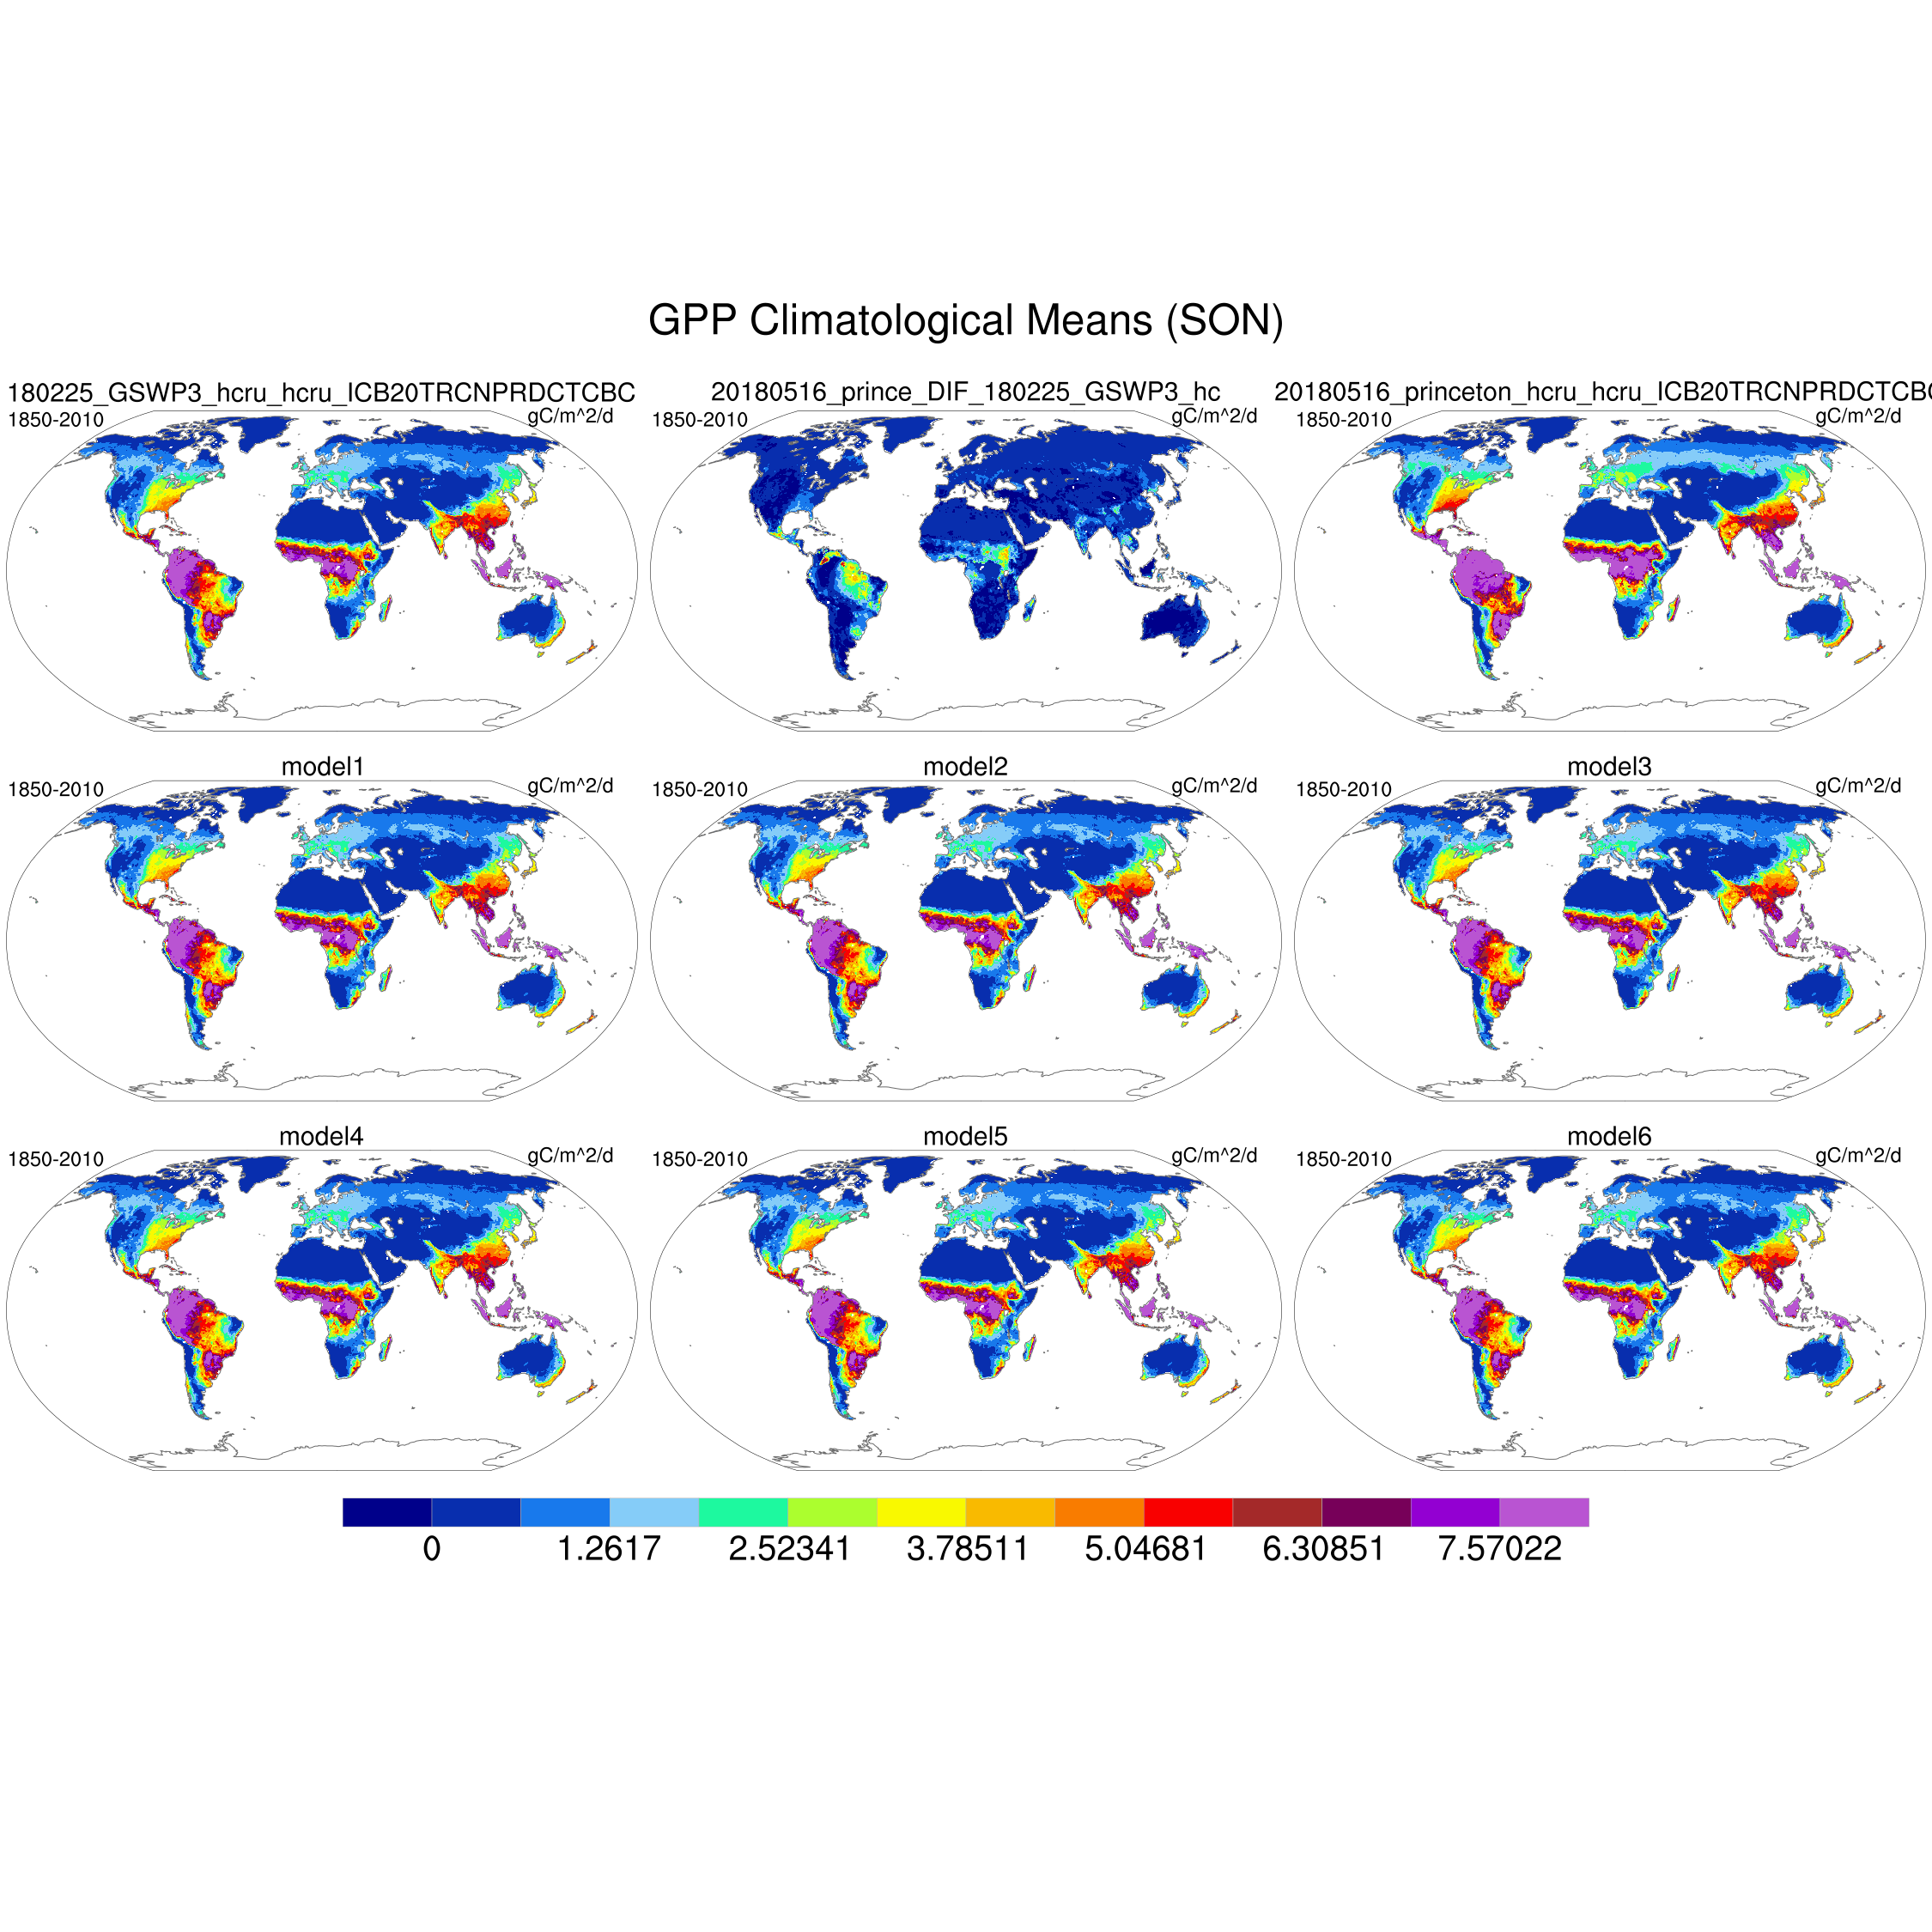 GPP Climatological Means (SON)
180225_GSWP3_hcru_hcru_ICB20TRCNPRDCTCBC
1850-2010
gC/m^2/d
20180516_prince_DIF_180225_GSWP3_hc
1850-2010
gC/m^2/d
20180516_princeton_hcru_hcru_ICB20TRCNPRDCTCBC
1850-2010
gC/m^2/d
model1
1850-2010
gC/m^2/d
model2
1850-2010
gC/m^2/d
model3
1850-2010
gC/m^2/d
model4
1850-2010
gC/m^2/d
model5
1850-2010
gC/m^2/d
model6
1850-2010
gC/m^2/d
0 1.2617 2.52341 3.78511 5.04681 6.30851 7.57022